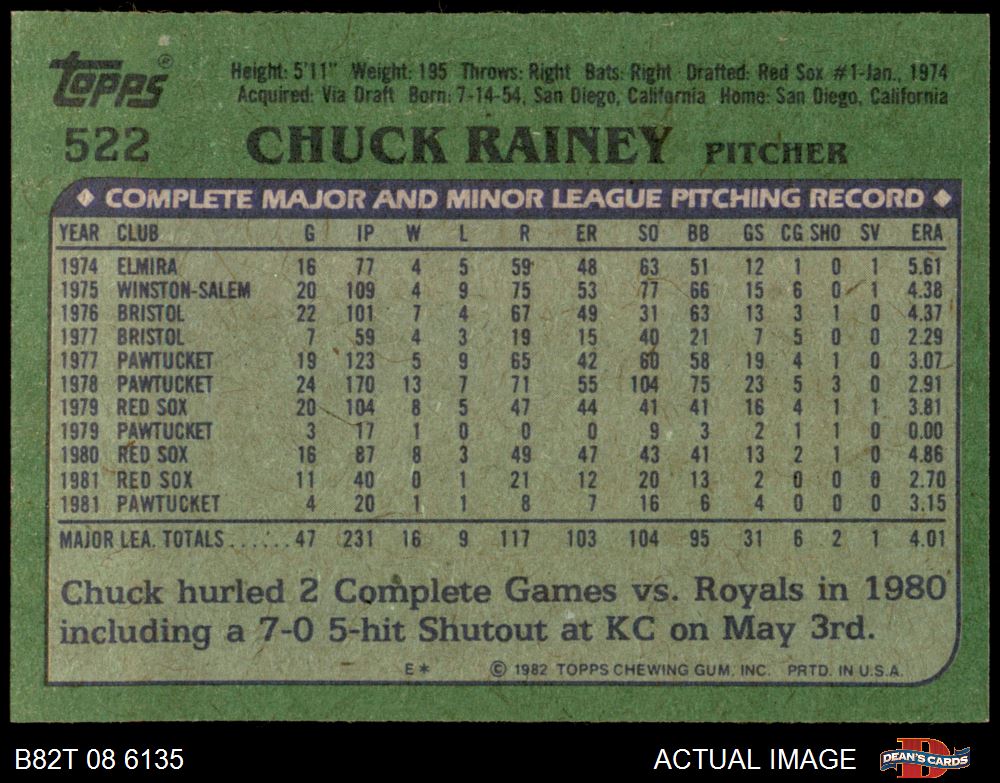 Topps® Height: 5'11" Weight: 195 Throws: Right Bats: Right Drafted: Red Sox #1-Jan., 1974
Acquired: Via Draft Born: 7-14-54, San Diego, California Home: San Diego, California
522 CHUCK RAINEY PITCHER
♦ COMPLETE MAJOR AND MINOR LEAGUE PITCHING RECORD ♦
YEAR CLUB G IP W L R ER SO BB GS CG SHO SV ERA
1974 ELMIRA 16 77 4 5 59 48 63 51 12 1 0 1 5.61
1975 WINSTON-SALEM 20 109 4 9 75 53 77 66 15 6 0 1 4.38
1976 BRISTOL 22 101 7 4 67 49 31 63 13 3 1 0 4.37
1977 BRISTOL 7 59 4 3 19 15 40 21 7 5 0 0 2.29
1977 PAWTUCKET 19 123 5 9 65 42 60 58 19 4 1 0 3.07
1978 PAWTUCKET 24 170 13 7 71 55 104 75 23 5 3 0 2.91
1979 RED SOX 20 104 8 5 47 44 41 41 16 4 1 1 3.81
1979 PAWTUCKET 3 17 1 0 0 0 9 3 2 1 1 0 0.00
1980 RED SOX 16 87 8 3 49 47 43 41 13 2 1 0 4.86
1981 RED SOX 11 40 0 1 21 12 20 13 2 0 0 0 2.70
1981 PAWTUCKET 4 20 1 1 8 7 16 6 4 0 0 0 3.15
MAJOR LEA. TOTALS......47 231 16 9 117 103 104 95 31 6 2 1 4.01
Chuck hurled 2 Complete Games vs. Royals in 1980
including a 7-0 5-hit Shutout at KC on May 3rd.
E* © 1982 TOPPS CHEWING GUM, INC. PRTD. IN U.S.A.
B82T 08 6135 ACTUAL IMAGE DEAN'S CARDS